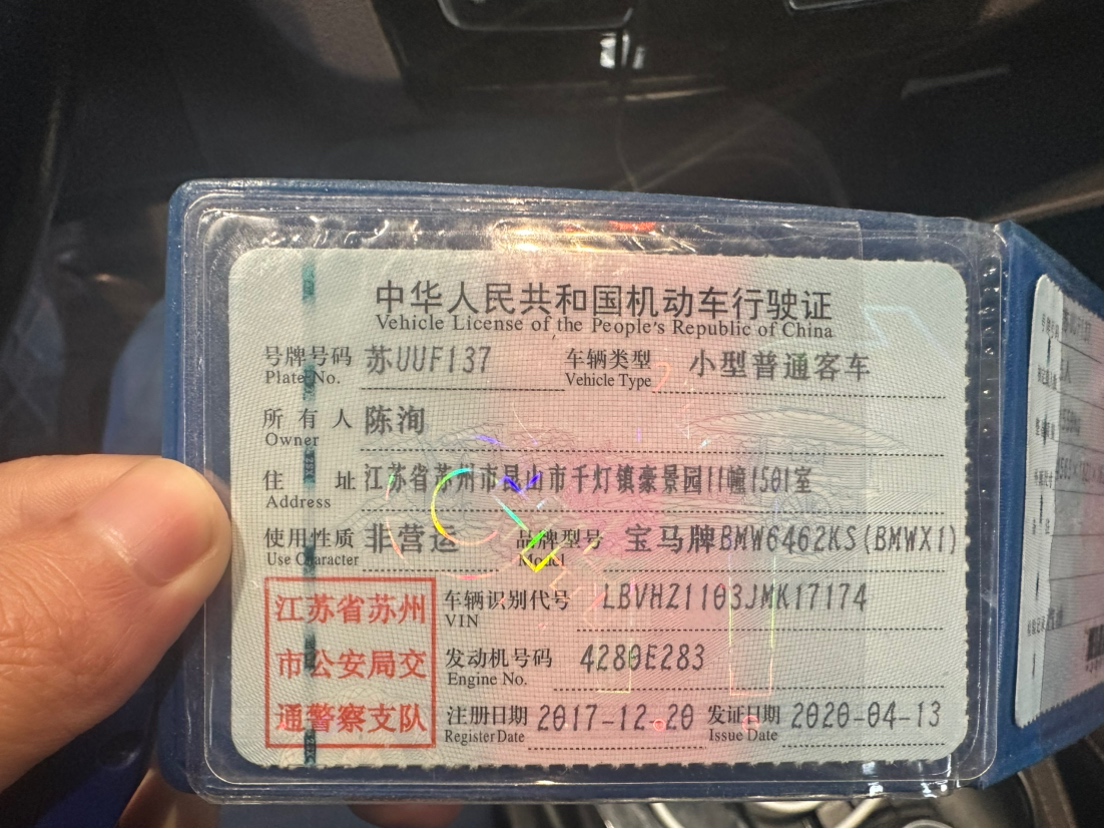 中华人民共和国机动车行驶证
Vehicle License of the People's Republic of China
号牌号码 苏UUF137 车辆类型 小型普通客车
Plate No. Vehicle Type
所有人 陈洵
Owner
住址 江苏省苏州市昆山市千灯镇豪景园11幢1501室
Address
使用性质 非营运 品牌型号 宝马牌BMW6462KS(BMWX1)
Use Character Model
江苏省苏州
市公安局交
通警察支队
车辆识别代号 LBVHZ1103JMK17174
VIN
发动机号码 4280E283
Engine No.
注册日期 2017-12-20 发证日期 2020-04-13
Register Date Issue Date